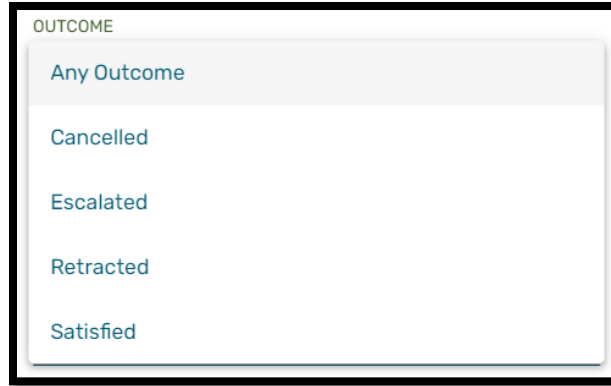 OUTCOME
Any Outcome
Cancelled
Escalated
Retracted
Satisfied